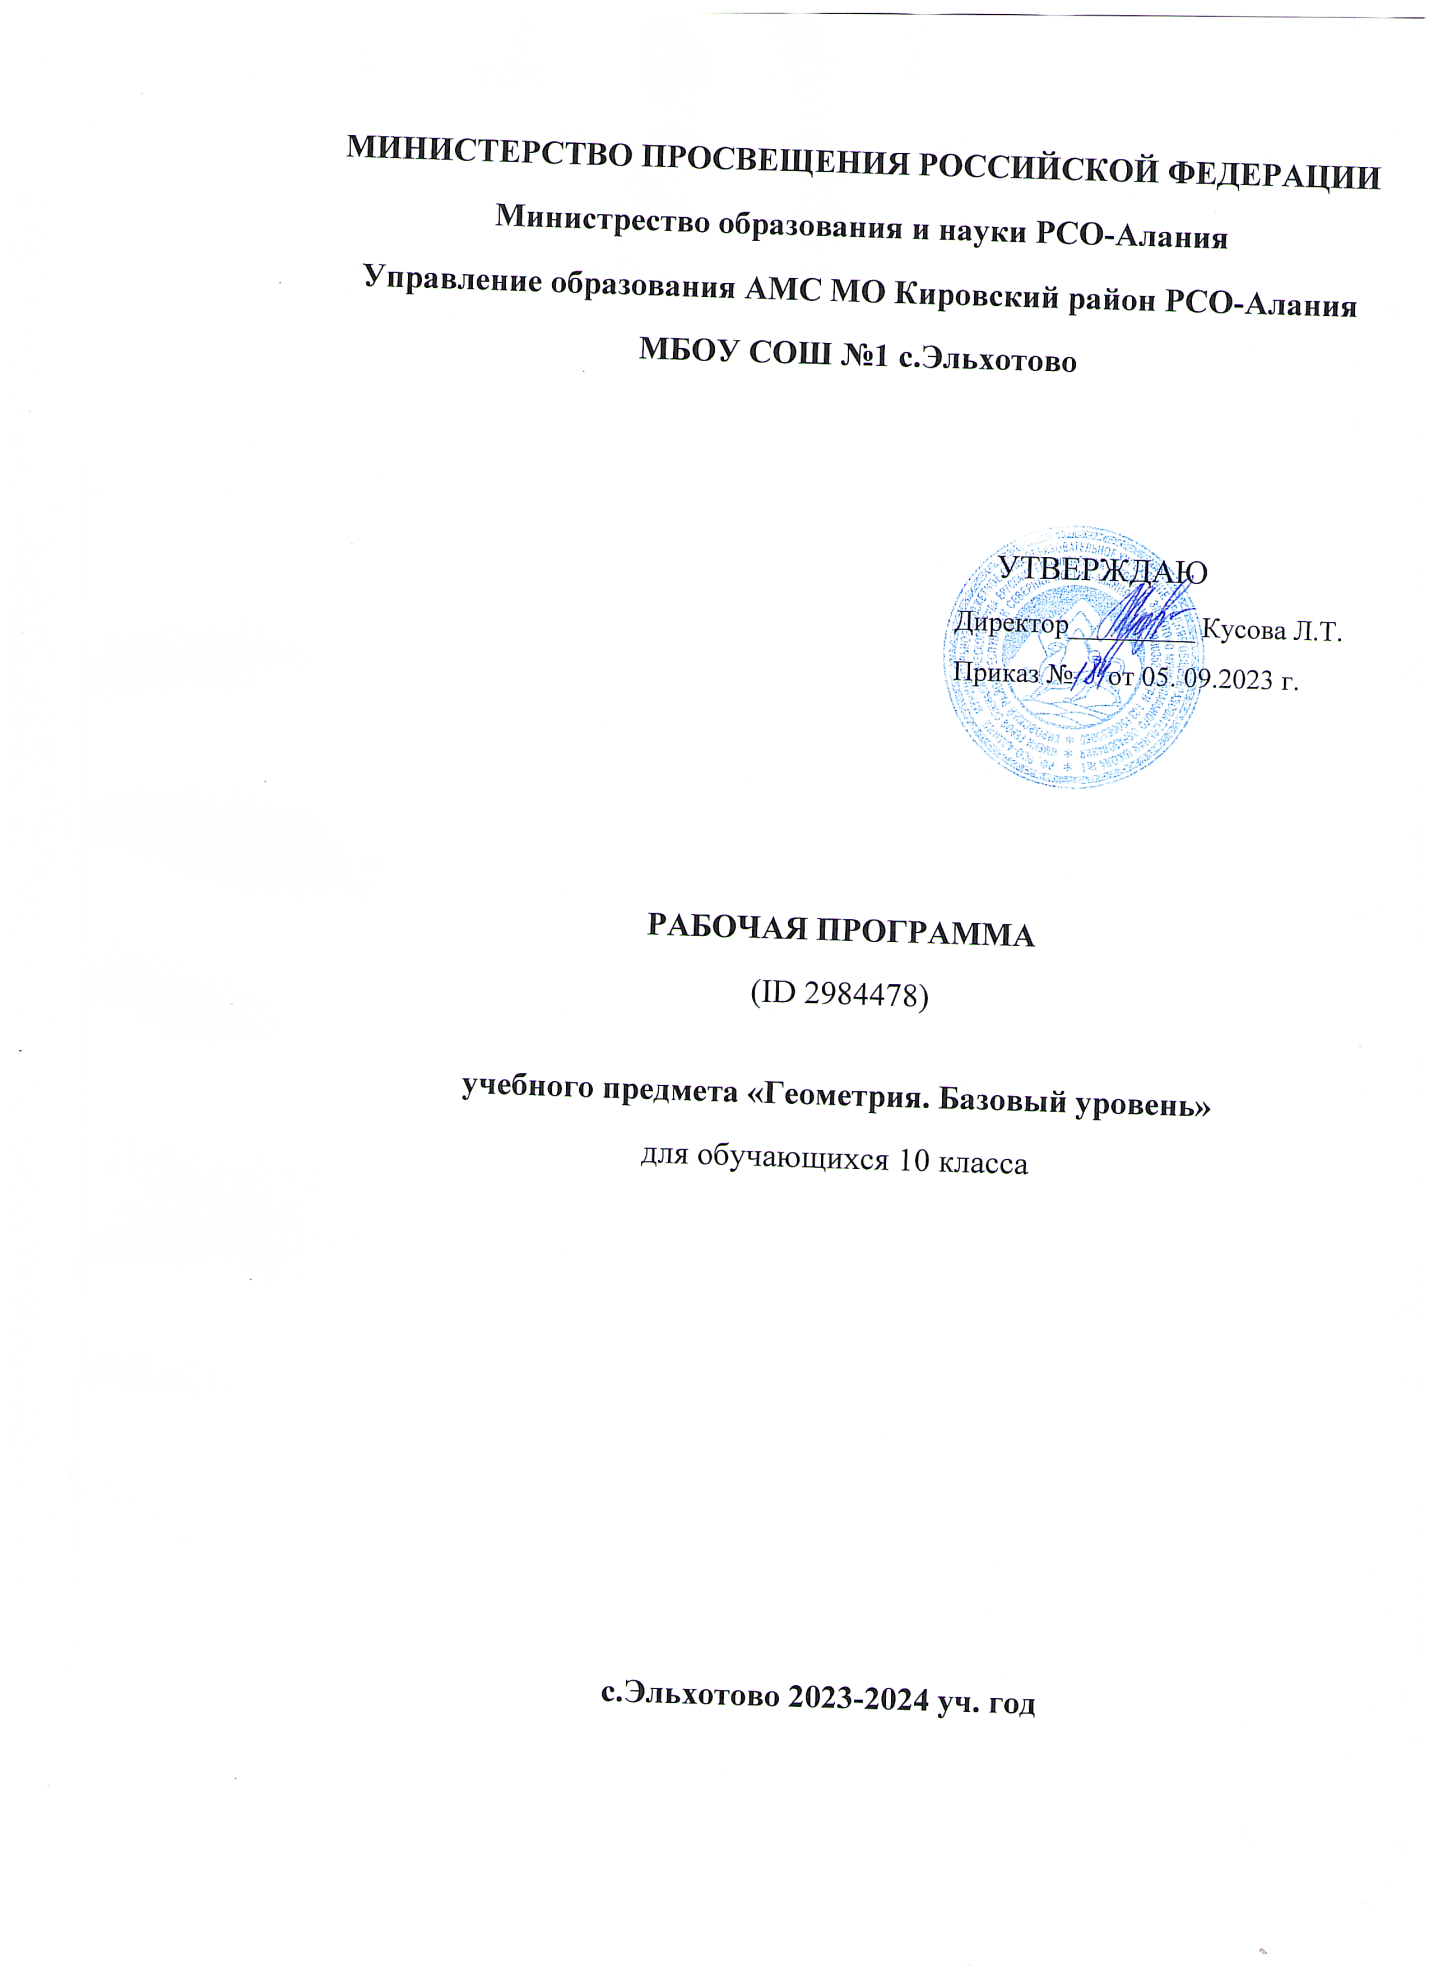 МИНИСТЕРСТВО ПРОСВЕЩЕНИЯ РОССИЙСКОЙ ФЕДЕРАЦИИ
Министрество образования и науки РСО-Алания
Управление образования АМС МО Кировский район РСО-Алания
МБОУ СОШ №1 с.Эльхотово
УТВЕРЖДАЮ
Директор_________ Кусова Л.Т.
Приказ № от 05. 09.2023 г.
РАБОЧАЯ ПРОГРАММА
(ID 2984478)
учебного предмета «Геометрия. Базовый уровень»
для обучающихся 10 класса
с.Эльхотово 2023-2024 уч. год